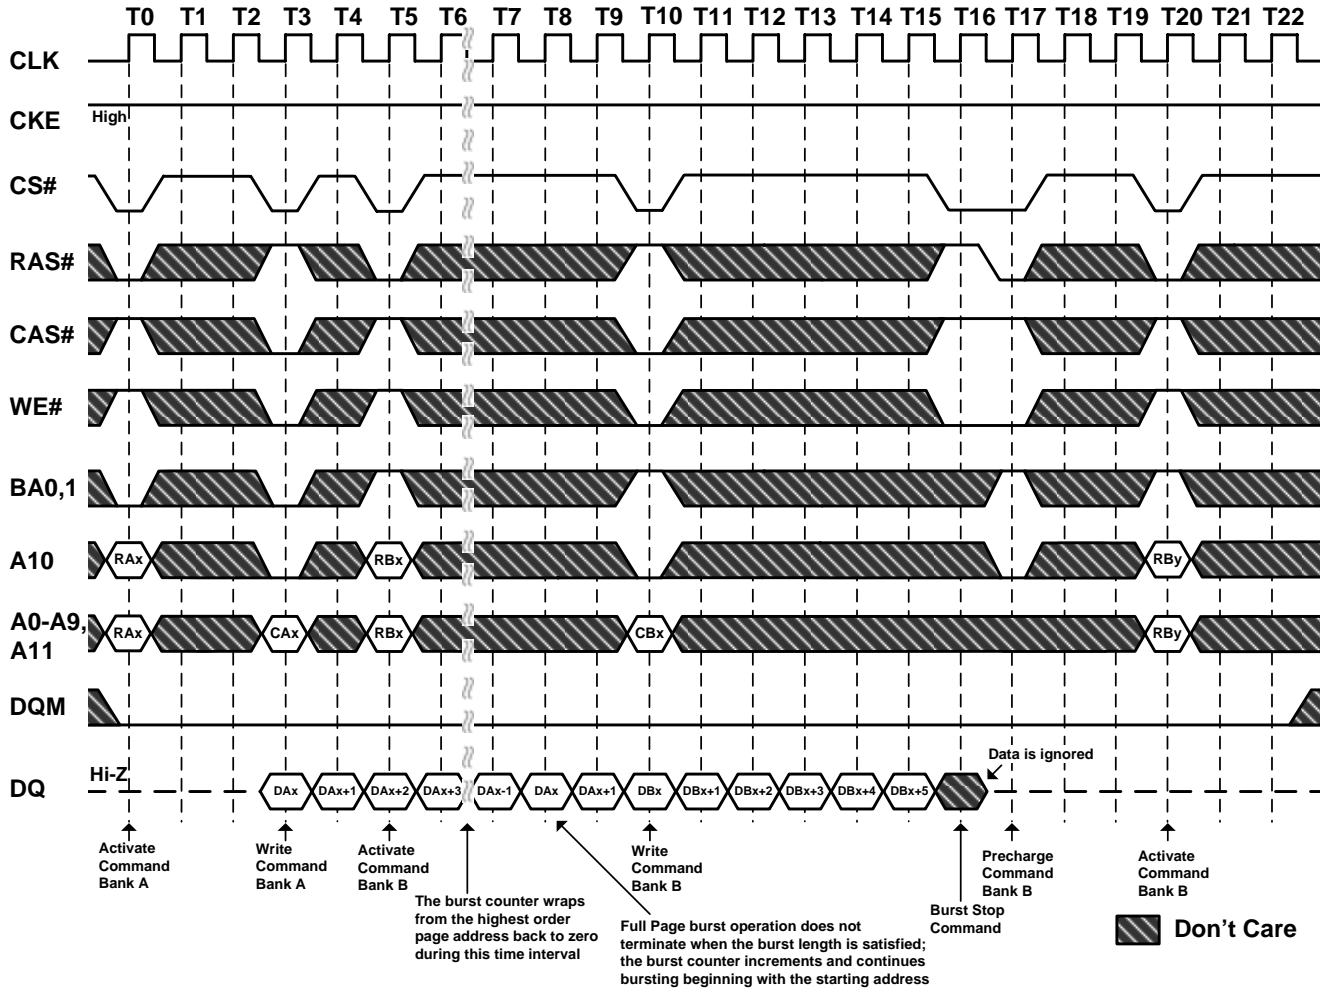 T0 T1 T2 T3 T4 T5 T6 T7 T8 T9 T10 T11 T12 T13 T14 T15 T16 T17 T18 T19 T20 T21 T22
CLK
CKE High
CS#
RAS#
CAS#
WE#
BA0,1
A10 RAx RBx RBy
A0-A9, A11 RAx CAx RBx CBx RBy
DQM
DQ Hi-Z DAx DAx+1 DAx+2 DAx+3 DAx-1 DAx DAx+1 DBx DBx+1 DBx+2 DBx+3 DBx+4 DBx+5
Data is ignored
Activate
Command
Bank A
Write
Command
Bank A
Activate
Command
Bank B
The burst counter wraps
from the highest order
page address back to zero
during this time interval
Write
Command
Bank B
Full Page burst operation does not
terminate when the burst length is satisfied;
the burst counter increments and continues
bursting beginning with the starting address
Burst Stop
Command
Precharge
Command
Bank B
Activate
Command
Bank B
Don't Care